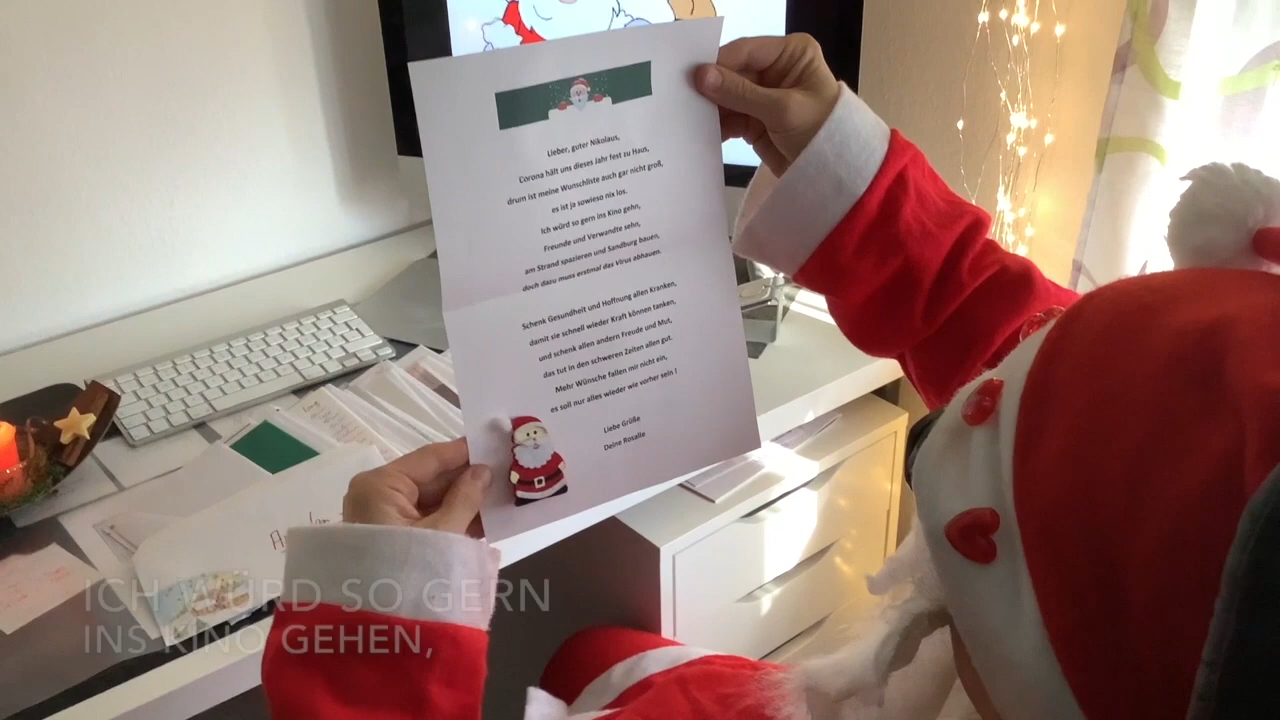 Lieber, guter Nikolaus,
Corona hält uns dieses Jahr fest zu Haus,
drum ist meine Wunschliste auch gar nicht groß,
es ist ja sowieso nix los.
Ich würd so gern ins Kino gehn,
Freunde und Verwandte sehn,
am Strand spazieren und Sandburg bauen,
doch dazu muss erstmal das Virus abhauen.
Schenk Gesundheit und Hoffnung allen Kranken,
damit sie schnell wieder Kraft können tanken,
und schenk allen andern Freude und Mut,
das tut in den schweren Zeiten allen gut.
Mehr Wünsche fallen mir nicht ein,
es soll nur alles wieder wie vorher sein !
Liebe Grüße
Deine Rosalie
ICH WÜRD SO GERN
INS KINO GEHEN,